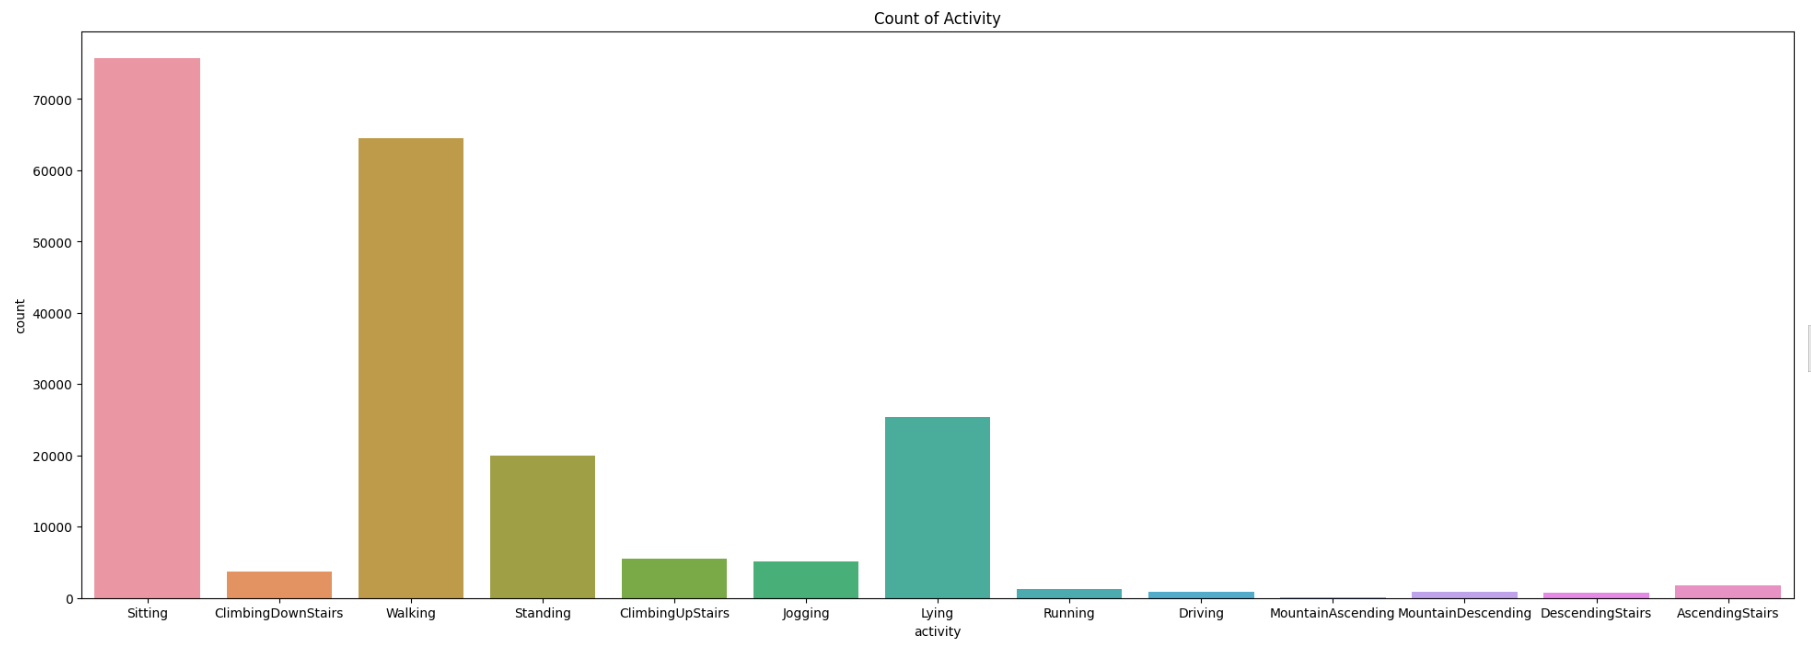 Count of Activity
70000
60000
50000
40000
30000
20000
10000
0
count
Sitting ClimbingDownStairs Walking Standing ClimbingUpStairs Jogging Lying Running Driving MountainAscending MountainDescending DescendingStairs AscendingStairs
activity